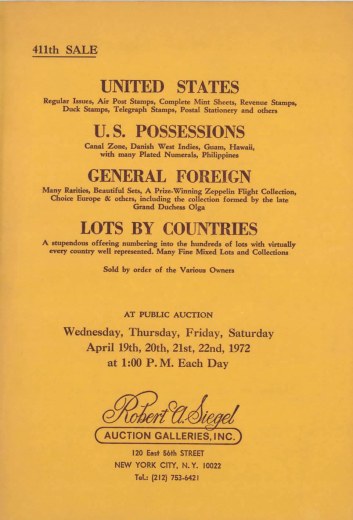 411th SALE
UNITED STATES
Regular Issues, Air Post Stamps, Complete Mint Sheets, Revenue Stamps,
Duck Stamps, Telegraph Stamps, Postal Stationery and others
U. S. POSSESSIONS
Canal Zone, Danish West Indies, Guam, Hawaii,
with many Plated Numerals, Philippines
GENERAL FOREIGN
Many Rarities, Beautiful Sets, A Prize-Winning Zeppelin Flight Collection,
Choice Europe & others, including the collection formed by the late
Grand Duchess Olga
LOTS BY COUNTRIES
A stupendous offering numbering into the hundreds of lots with virtually
every country well represented. Many Fine Mixed Lots and Collections
Sold by order of the Various Owners
AT PUBLIC AUCTION
Wednesday, Thursday, Friday, Saturday
April 19th, 20th, 21st, 22nd, 1972
at 1:00 P. M. Each Day
Robert A. Siegel
AUCTION GALLERIES, INC.
120 East 56th STREET
NEW YORK CITY, N. Y. 10022
Tel.: (212) 753-6421